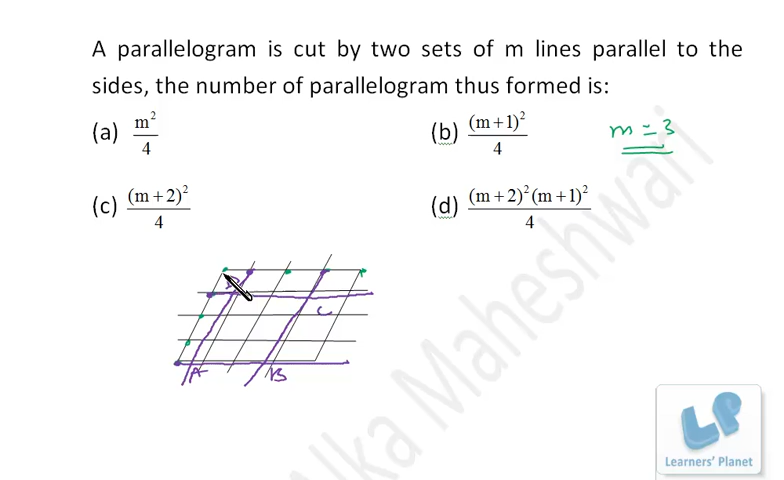 A parallelogram is cut by two sets of m lines parallel to the
sides, the number of parallelogram thus formed is:
(a) m²/4
(b) (m+1)²/4
m = 3
(c) (m+2)²/4
(d) (m+2)²(m+1)²/4
D
C
A
B
Alka Maheshwari
LP
Learners' Planet